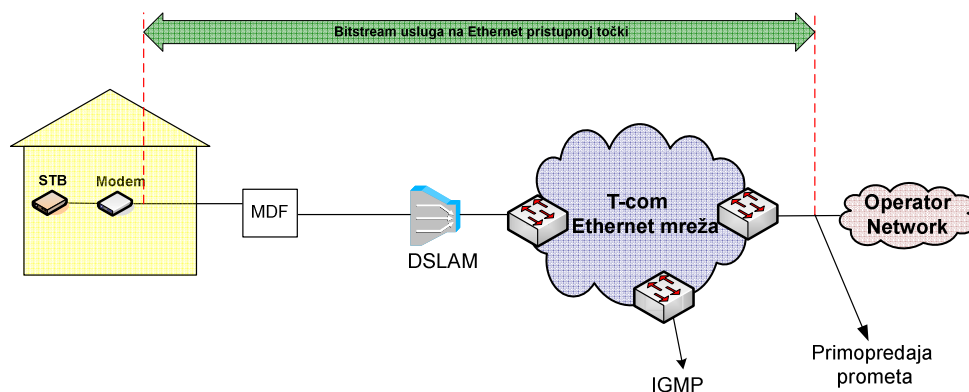 Bitstream usluga na Ethernet pristupnoj točki
STB
Modem
MDF
DSLAM
T-com
Ethernet mreža
Operator
Network
IGMP
Primopredaja
prometa